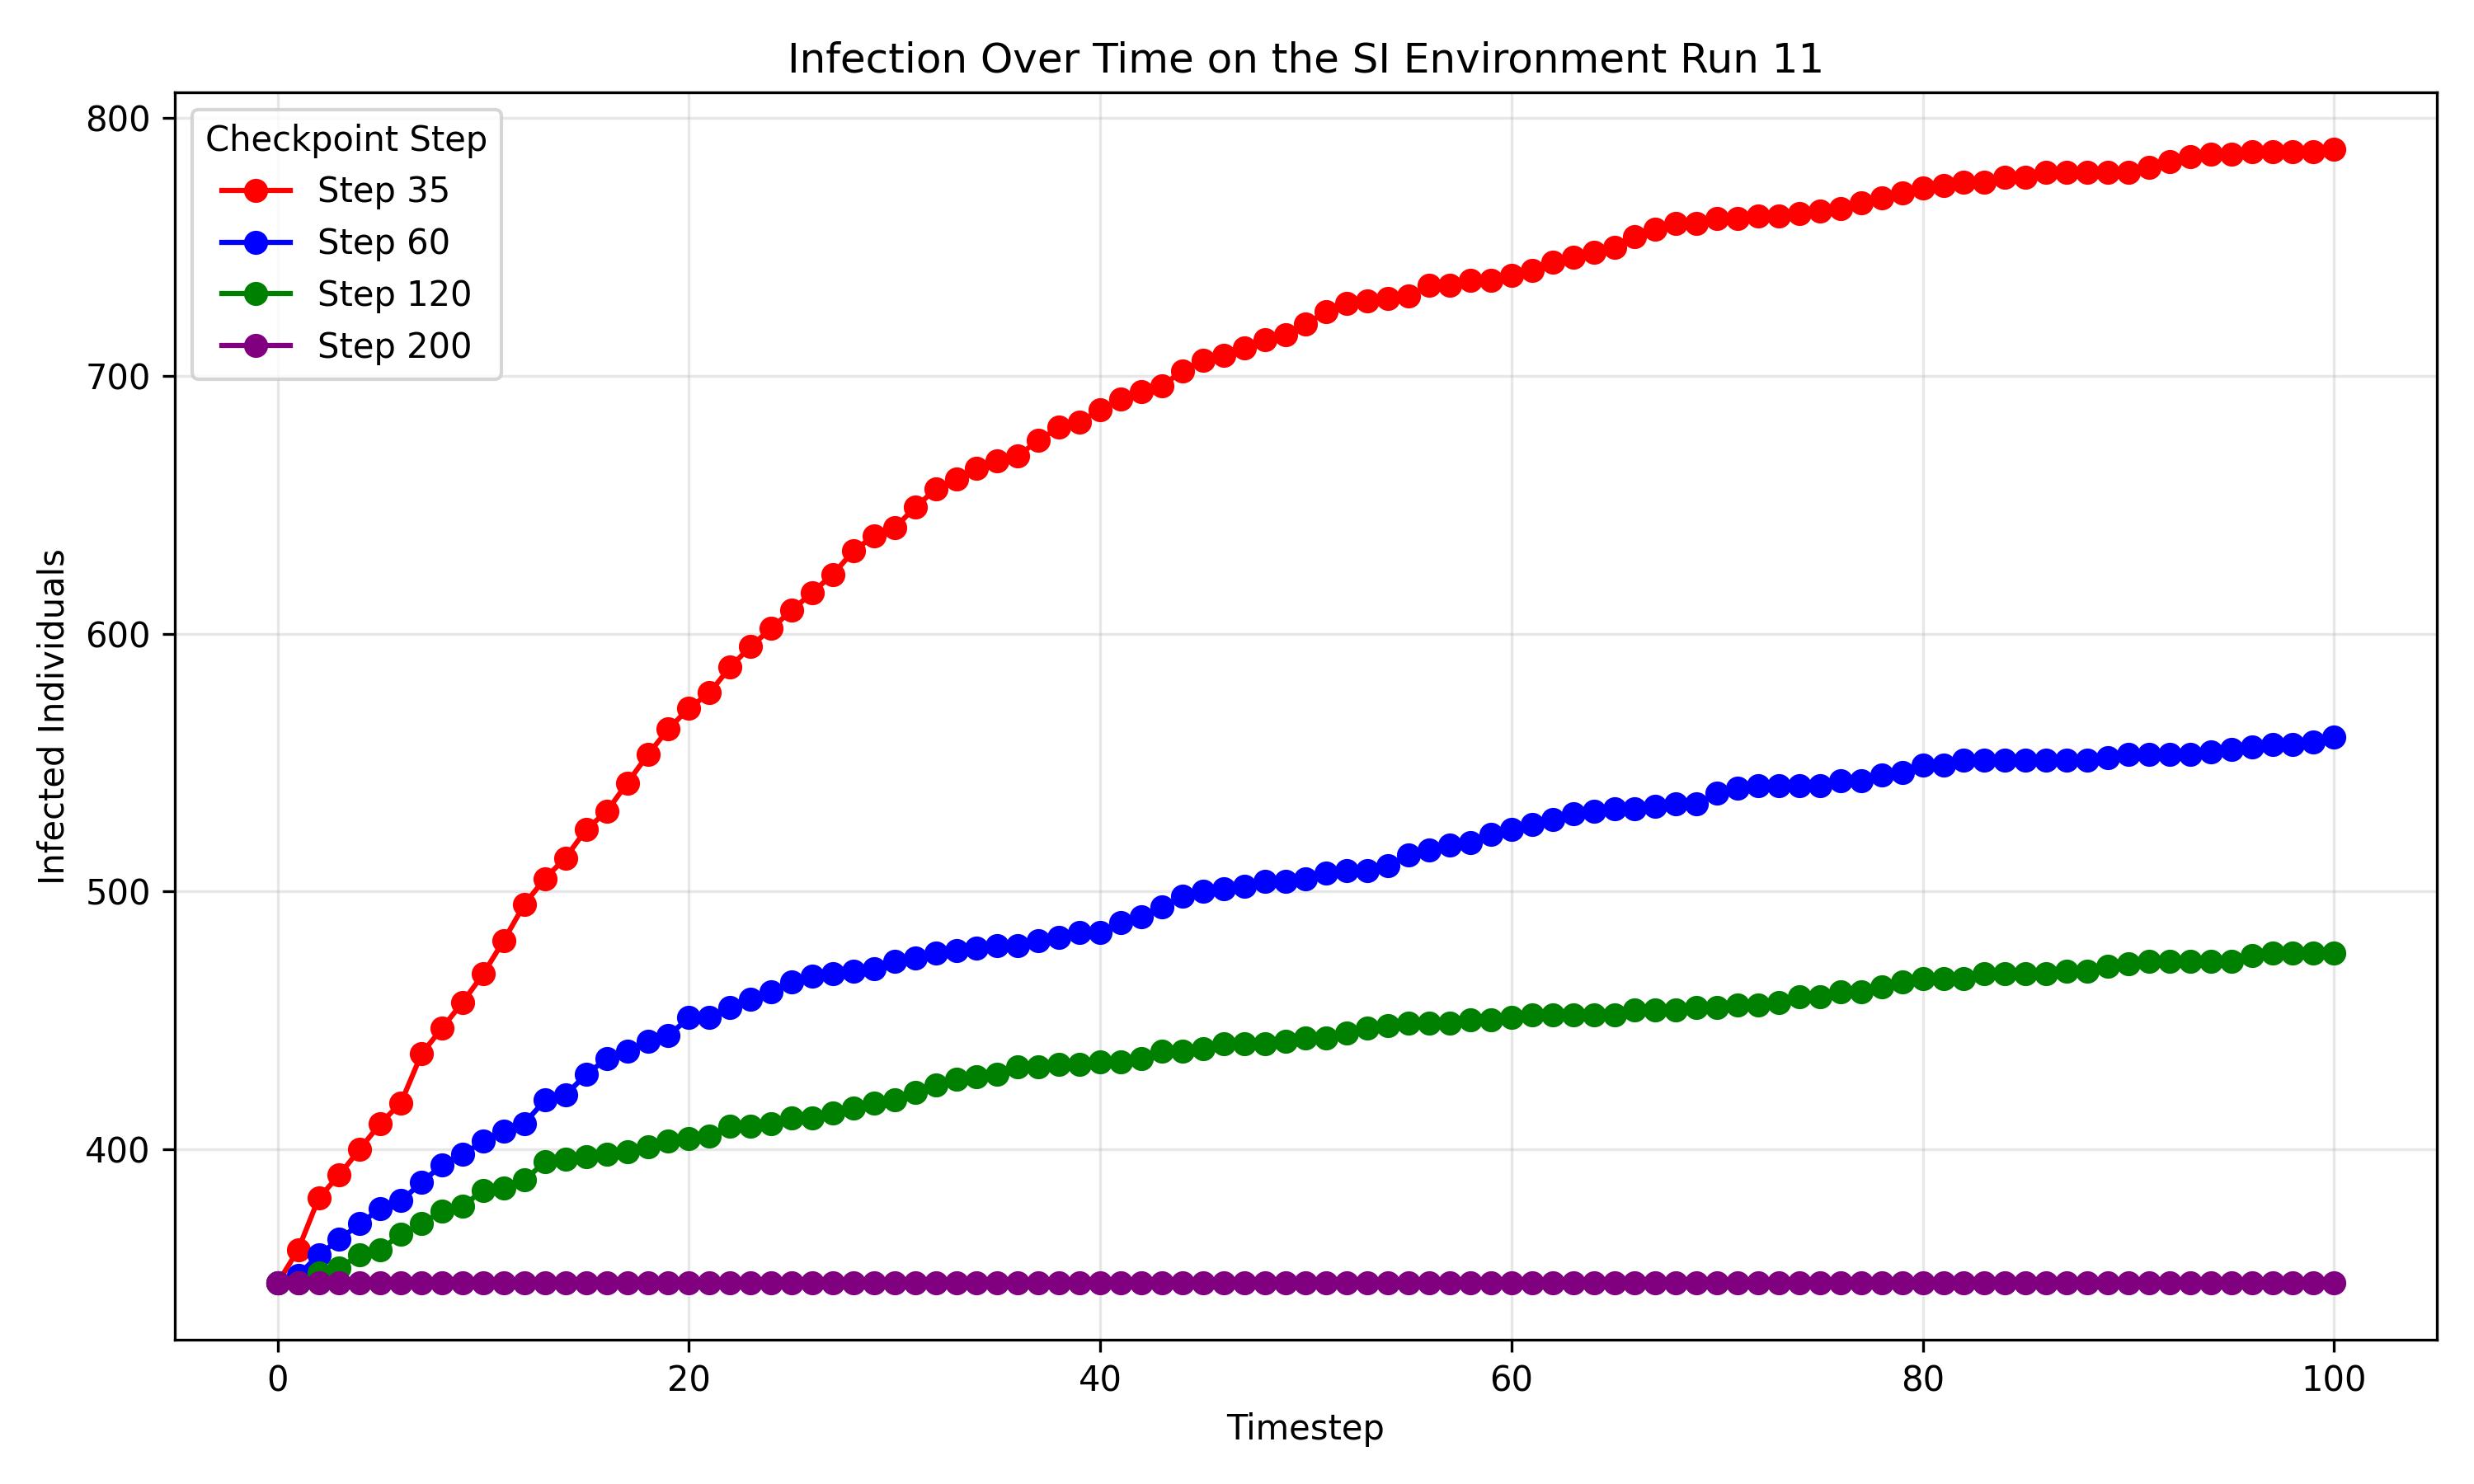 Infection Over Time on the SI Environment Run 11
Checkpoint Step
Step 35
Step 60
Step 120
Step 200
800
700
600
500
400
Infected Individuals
0 20 40 60 80 100
Timestep